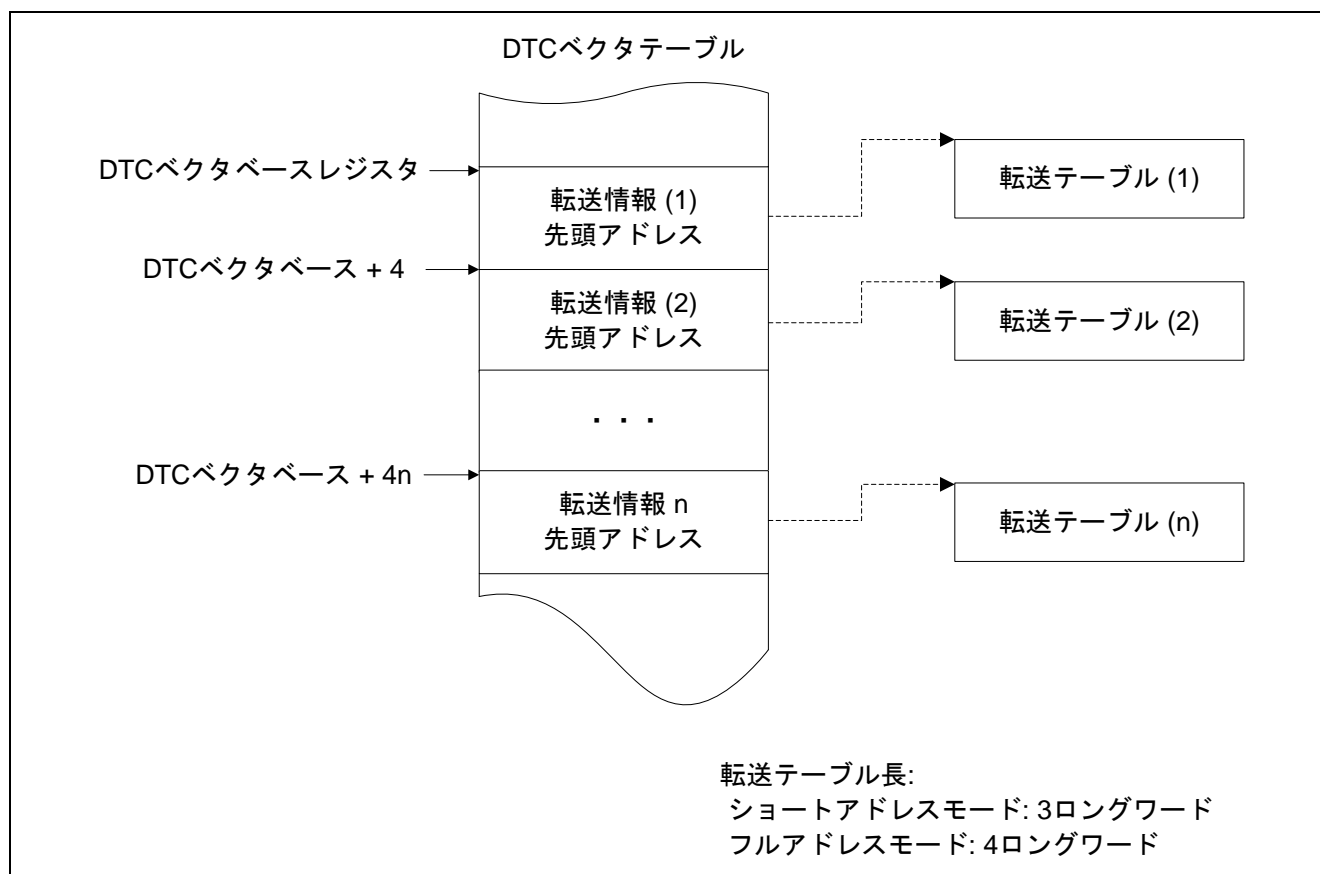 DTCベクタテーブル
DTCベクタベースレジスタ
転送情報 (1)
先頭アドレス
転送テーブル (1)
DTCベクタベース + 4
転送情報 (2)
先頭アドレス
転送テーブル (2)
・・・
DTCベクタベース + 4n
転送情報 n
先頭アドレス
転送テーブル (n)
転送テーブル長:
ショートアドレスモード: 3ロングワード
フルアドレスモード: 4ロングワード